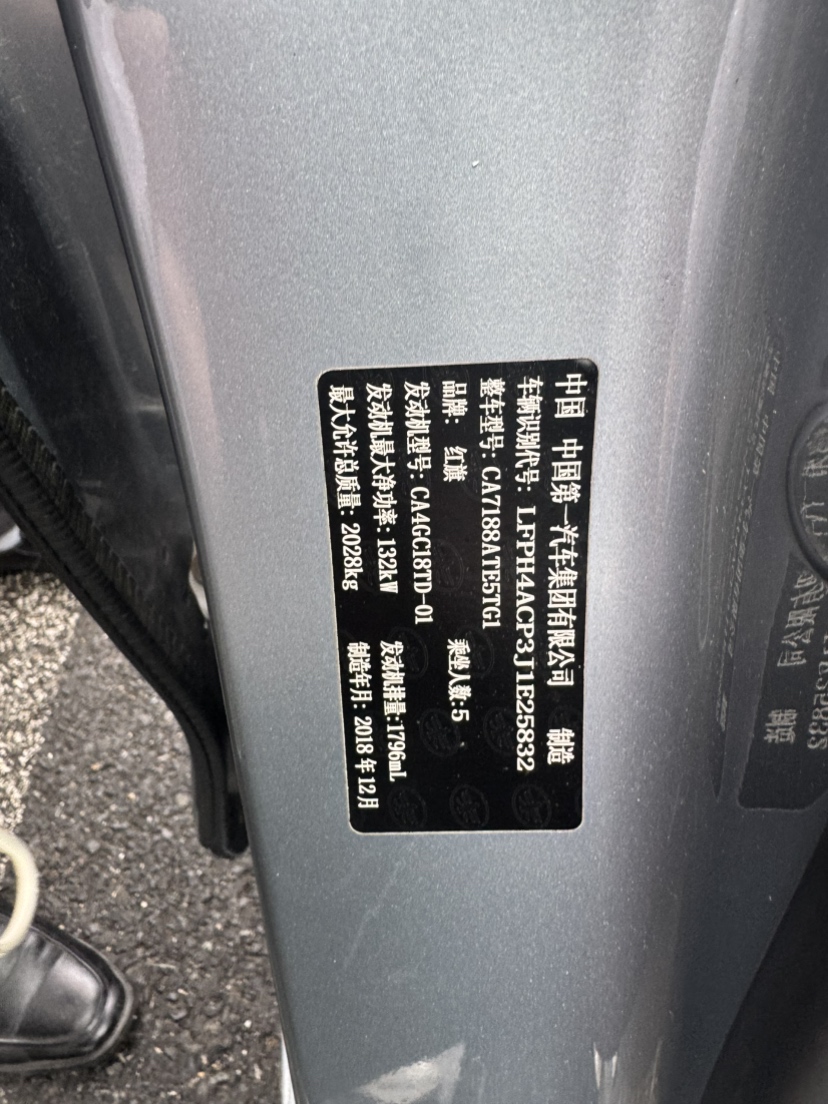 中国 中国第一汽车集团有限公司 制造
车辆识别代号: LFPH4ACP3J1E25832
整车型号: CA7188ATE5TG1
品牌: 红旗 乘坐人数:5
发动机型号: CA4GC18TD-01
发动机最大净功率: 132kW 发动机排量:1796mL
最大允许总质量: 2028kg 制造年月: 2018年12月